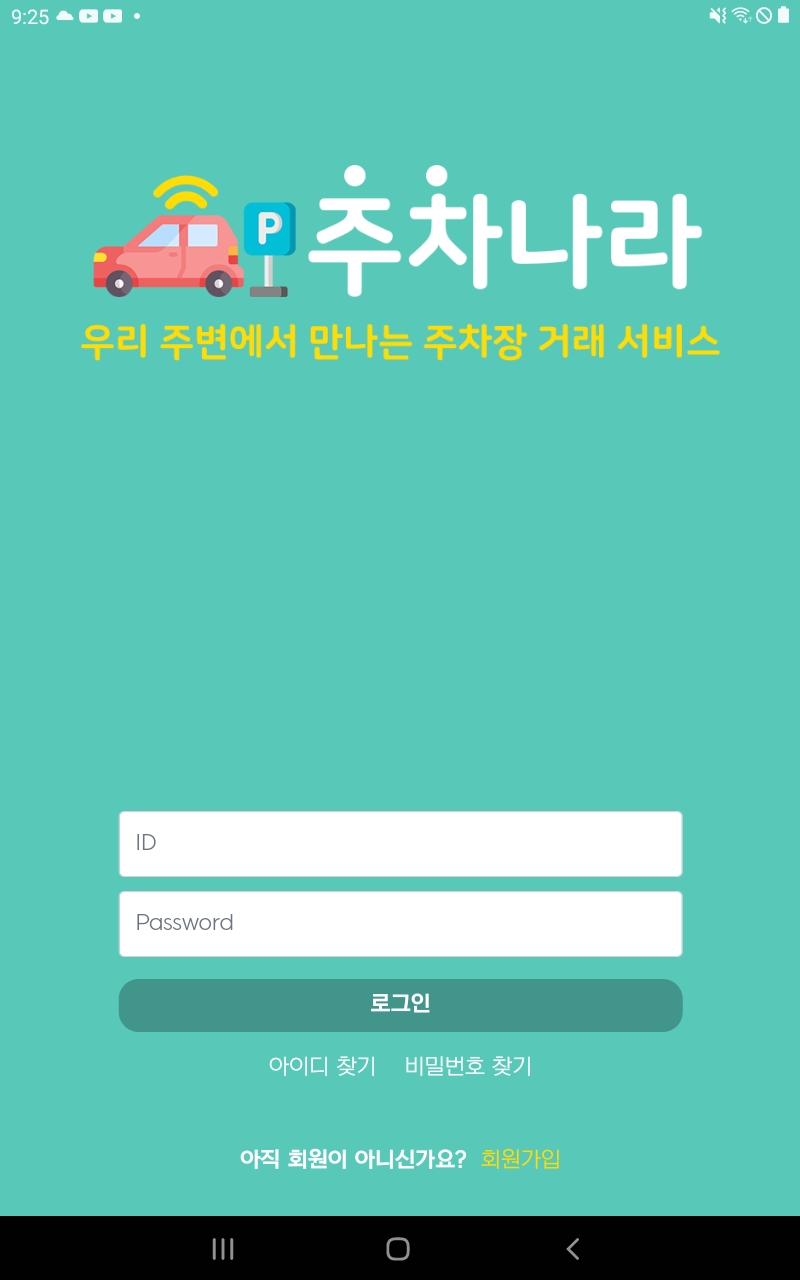 9:25
P 주차나라
우리 주변에서 만나는 주차장 거래 서비스
ID
Password
로그인
아이디 찾기 비밀번호 찾기
아직 회원이 아니신가요? 회원가입